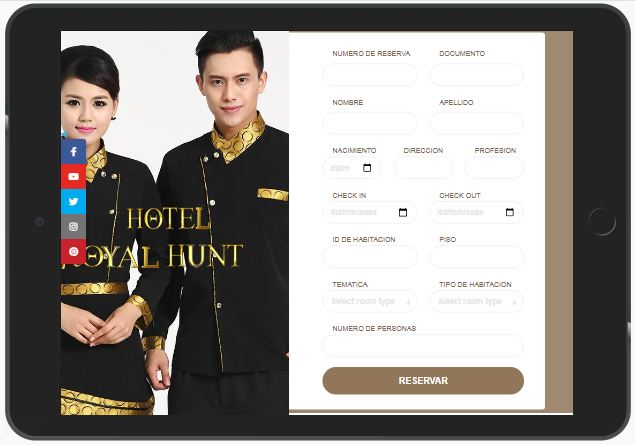 NUMERO DE RESERVA
DOCUMENTO
NOMBRE
APELLIDO
NACIMIENTO
DIRECCION
PROFESION
dd/m
CHECK IN
CHECK OUT
dd/mm/aaaa
dd/mm/aaaa
HOTEL
ROYAL HUNT
ID DE HABITACION
PISO
TEMATICA
TIPO DE HABITACION
Select room type
Select room type
NUMERO DE PERSONAS
RESERVAR